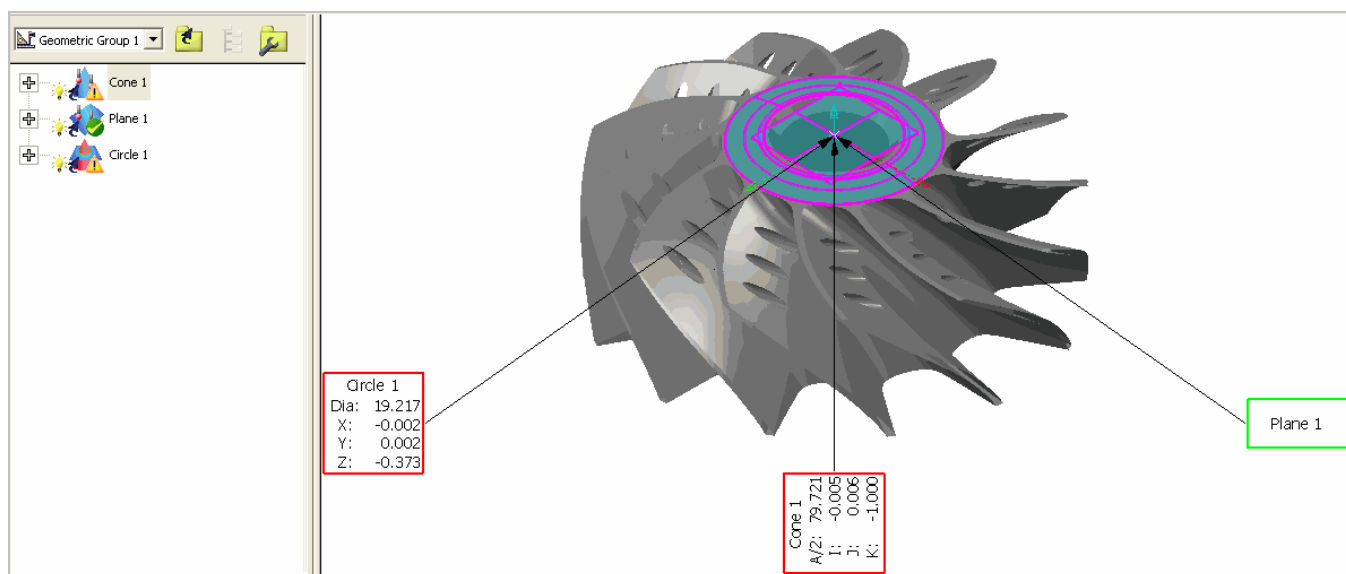 Geometric Group 1
Cone 1
Plane 1
Circle 1
Circle 1
Dia: 19.217
X: -0.002
Y: 0.002
Z: -0.373
Cone 1
A/2: 79.721
I: -0.005
J: 0.006
K: -1.000
Plane 1